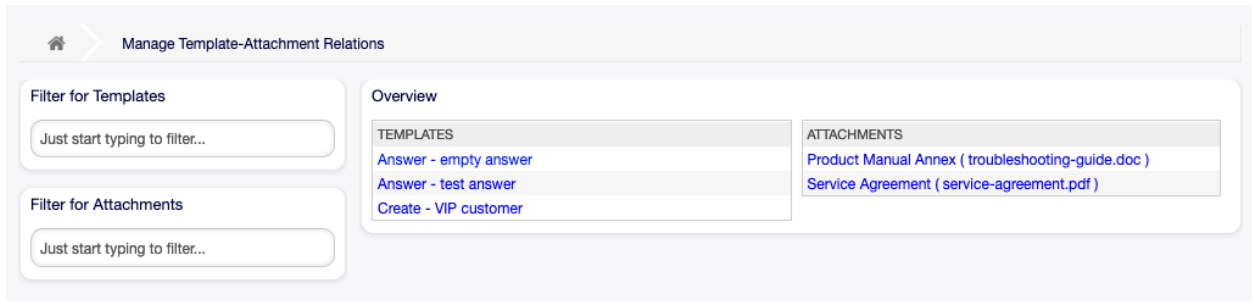 Manage Template-Attachment Relations
Filter for Templates
Just start typing to filter...
Filter for Attachments
Just start typing to filter...
Overview
TEMPLATES
Answer - empty answer
Answer - test answer
Create - VIP customer
ATTACHMENTS
Product Manual Annex ( troubleshooting-guide.doc )
Service Agreement ( service-agreement.pdf )